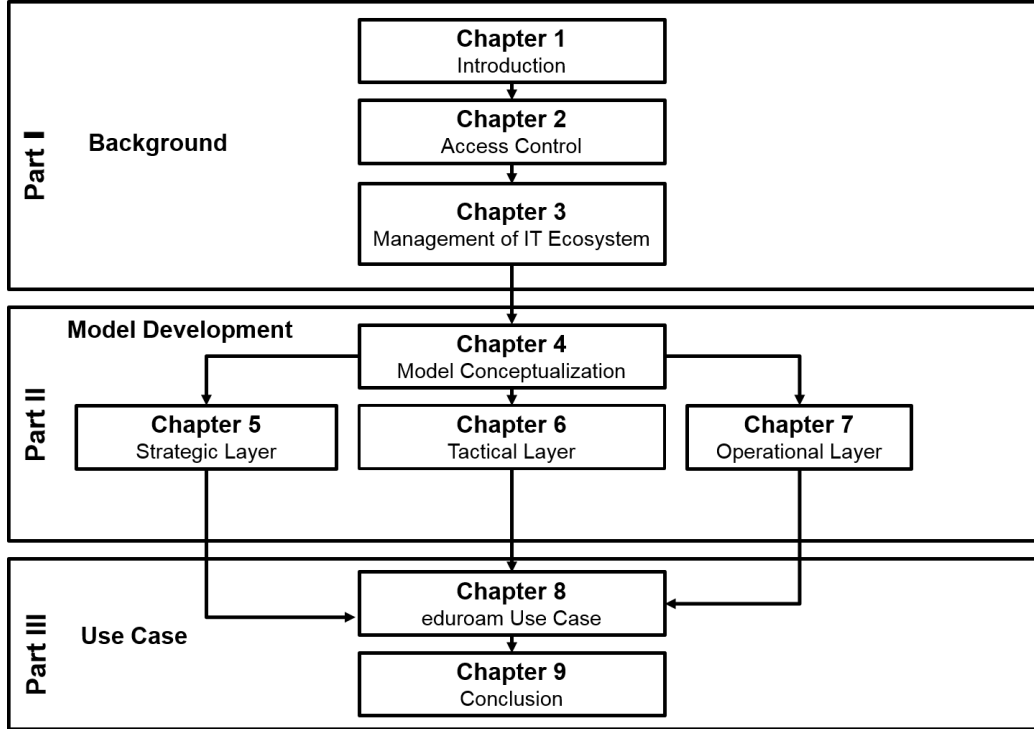 Part I
Background
Chapter 1
Introduction
Chapter 2
Access Control
Chapter 3
Management of IT Ecosystem
Part II
Model Development
Chapter 4
Model Conceptualization
Chapter 5
Strategic Layer
Chapter 6
Tactical Layer
Chapter 7
Operational Layer
Part III
Use Case
Chapter 8
eduroam Use Case
Chapter 9
Conclusion